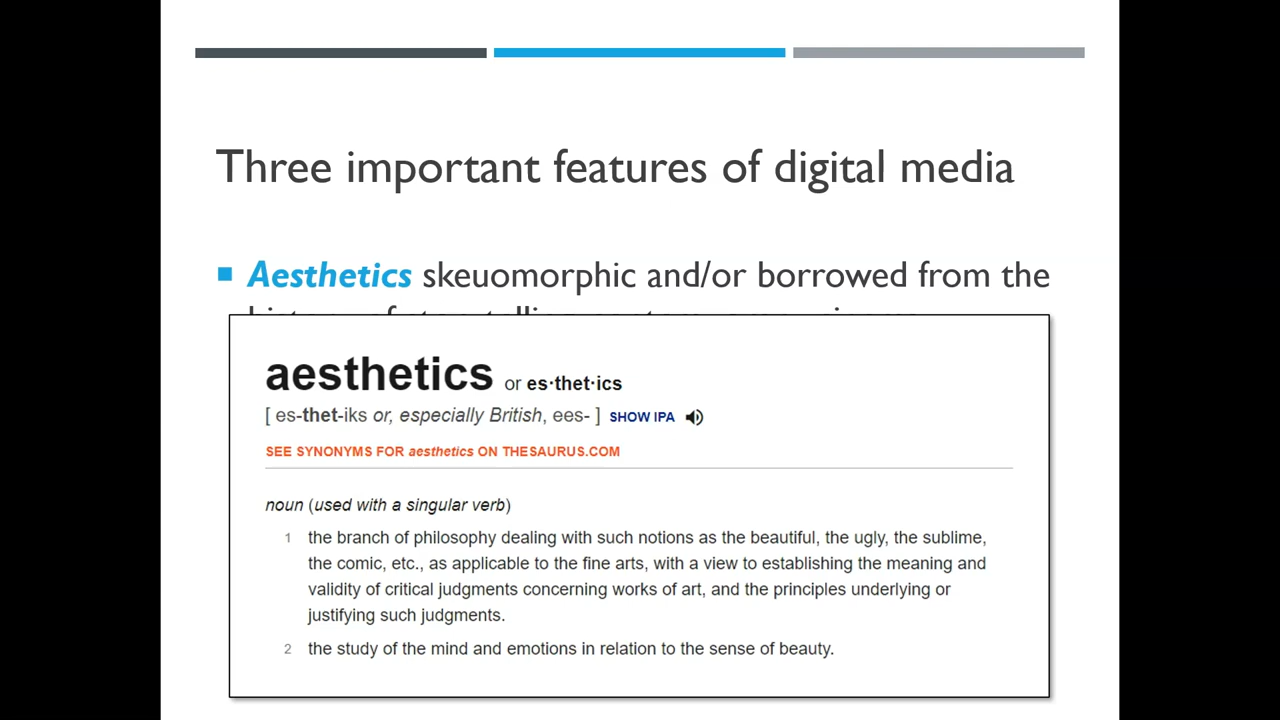 Three important features of digital media
Aesthetics skeuomorphic and/or borrowed from the
aesthetics or es·thet·ics
[ es-thet-iks or, especially British, ees- ] SHOW IPA
SEE SYNONYMS FOR aesthetics ON THESAURUS.COM
noun (used with a singular verb)
1 the branch of philosophy dealing with such notions as the beautiful, the ugly, the sublime,
the comic, etc., as applicable to the fine arts, with a view to establishing the meaning and
validity of critical judgments concerning works of art, and the principles underlying or
justifying such judgments.
2 the study of the mind and emotions in relation to the sense of beauty.